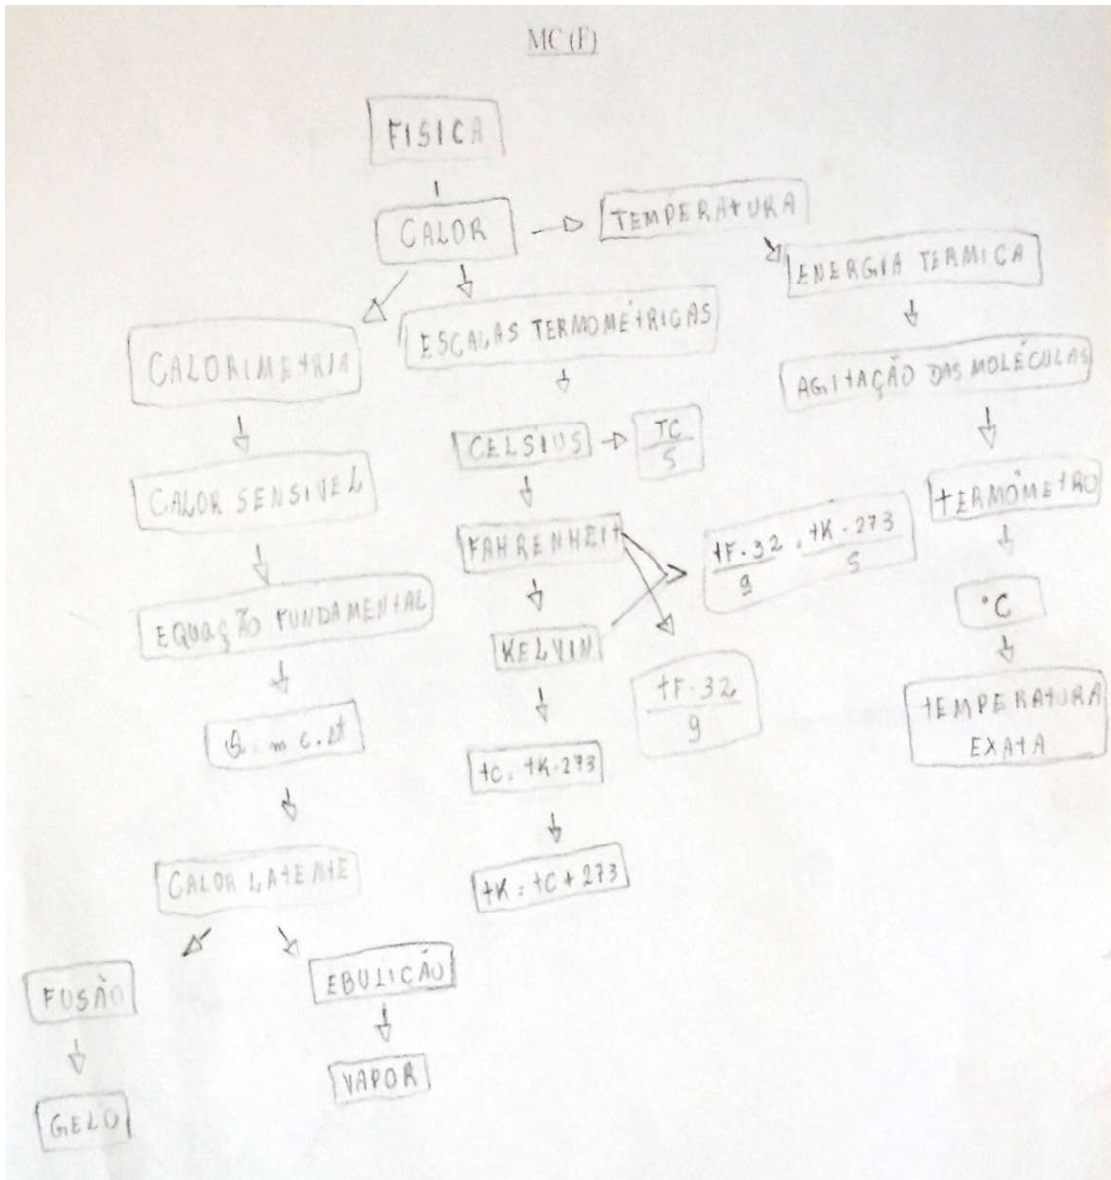 MC (F)
FISICA
CALOR
TEMPERATURA
ENERGIA TERMICA
ESCALAS TERMOMÉTRICAS
CALORIMETRIA
AGITAÇÃO DAS MOLÉCULAS
CELSIUS
TC
5
CALOR SENSIVEL
TERMÔMETRO
FAHRENHEIT
tF - 32 = tK - 273
9 5
EQUAÇÃO FUNDAMENTAL
°C
KELVIN
tF - 32
9
TEMPERATURA
EXATA
Q = m c . Δt
tC = tK - 273
CALOR LATENTE
tK = tC + 273
FUSÃO
EBULICÃO
VAPOR
GELO